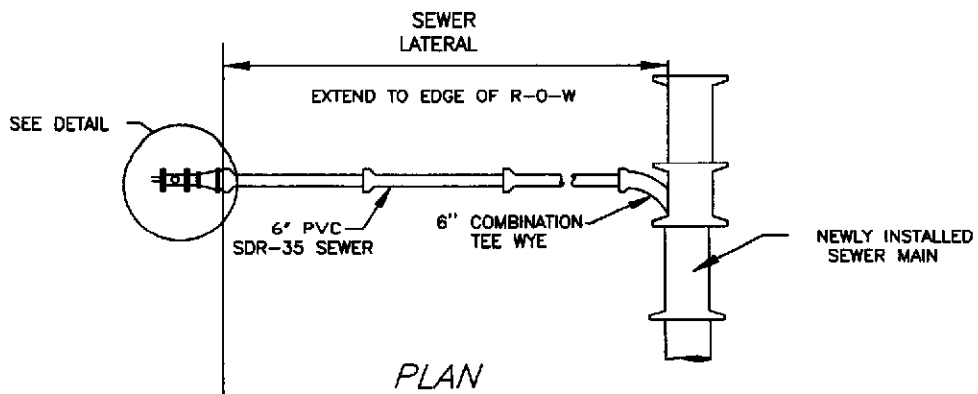 SEWER
LATERAL
EXTEND TO EDGE OF R-O-W
SEE DETAIL
6" PVC
SDR-35 SEWER
6" COMBINATION
TEE WYE
NEWLY INSTALLED
SEWER MAIN
PLAN